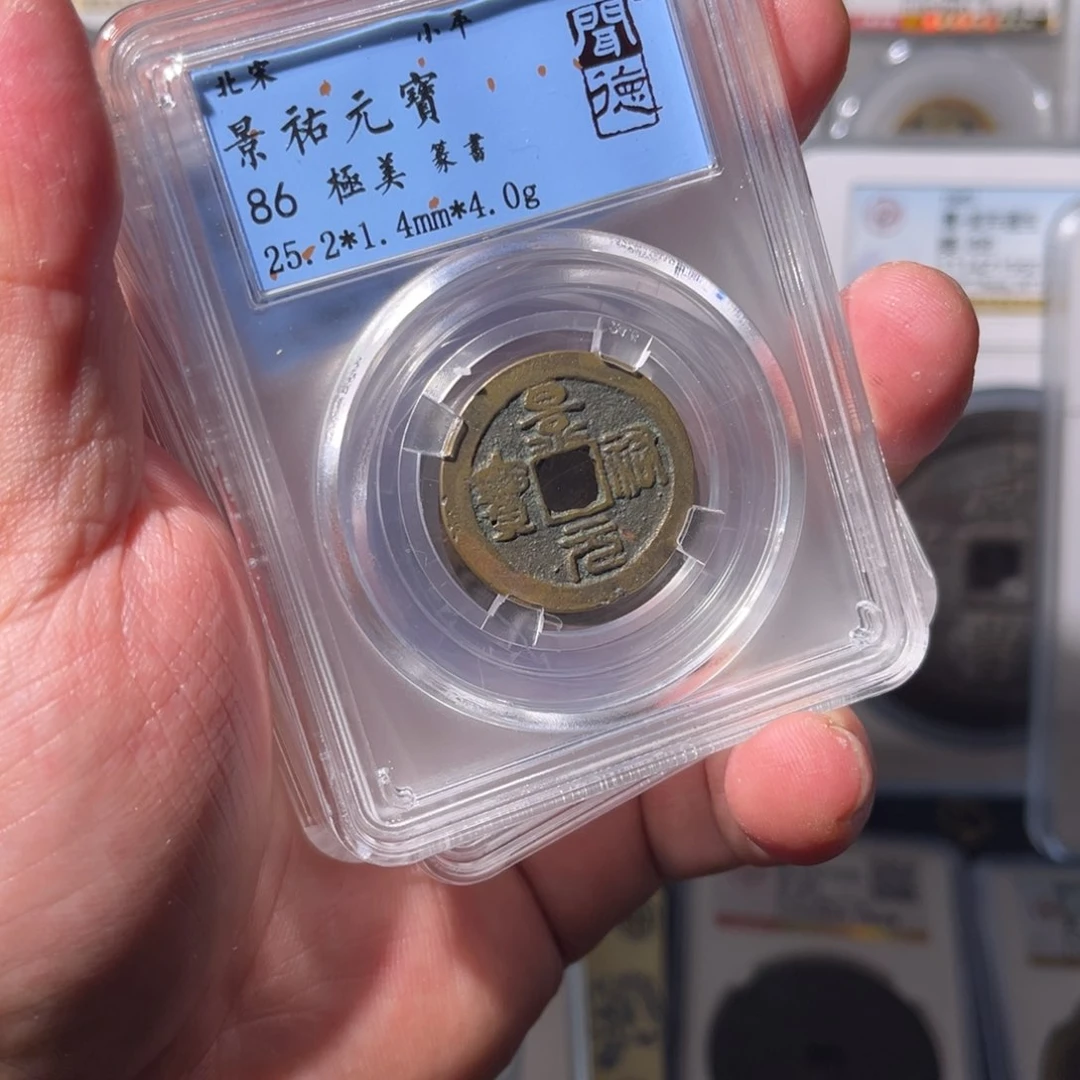 北宋 小平
聞德
景祐元寶
86 極美 篆書
25.2*1.4mm*4.0g
景祐元寶